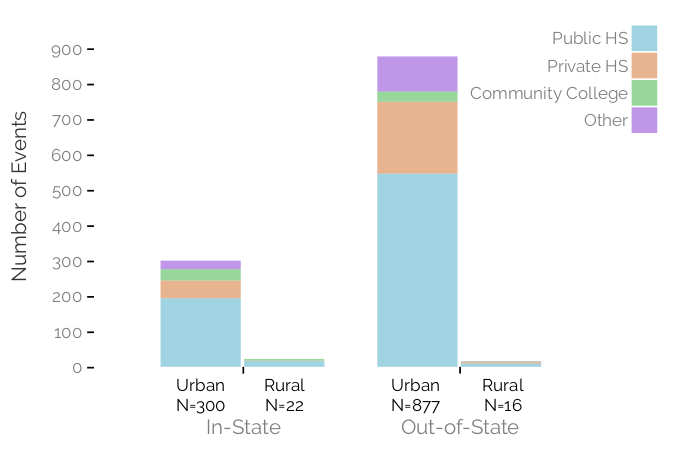 Public HS
Private HS
Community College
Other
Number of Events
900
800
700
600
500
400
300
200
100
0
Urban Rural Urban Rural
N=300 N=22 N=877 N=16
In-State Out-of-State